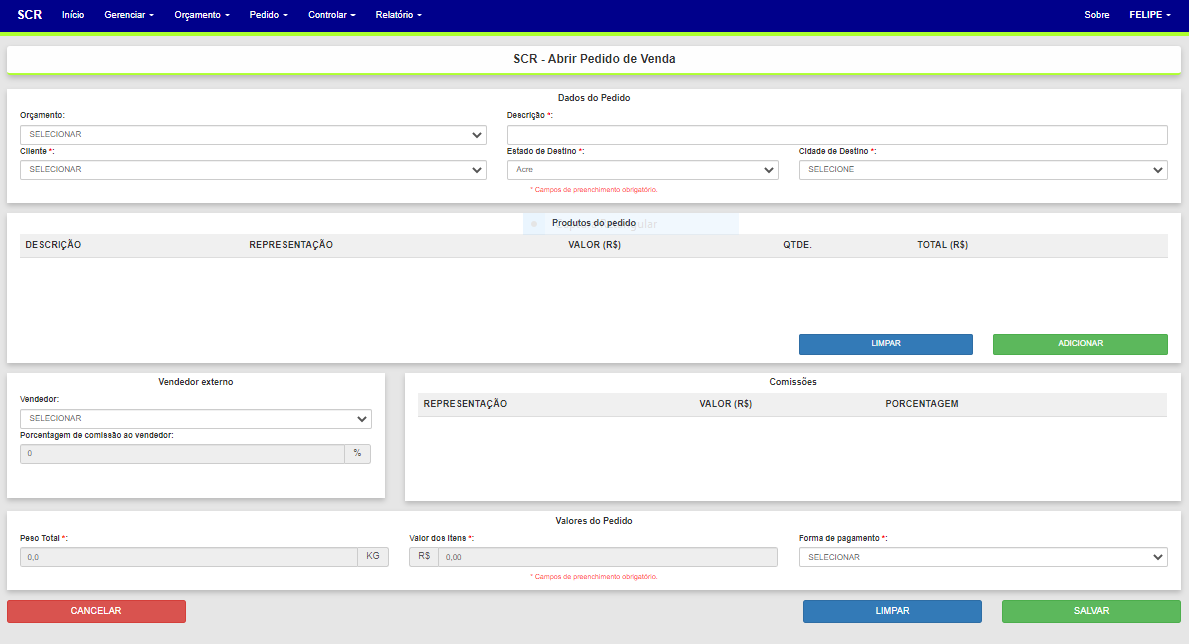 SCR Início Gerenciar Orçamento Pedido Controlar Relatório Sobre FELIPE
SCR - Abrir Pedido de Venda
Dados do Pedido
Orçamento: Descrição *:
SELECIONAR
Cliente *: Estado de Destino *: Cidade de Destino *:
SELECIONAR Acre SELECIONE
* Campos de preenchimento obrigatório.
Produtos do pedido
DESCRIÇÃO REPRESENTAÇÃO VALOR (R$) QTDE. TOTAL (R$)
LIMPAR ADICIONAR
Vendedor externo
Vendedor:
SELECIONAR
Porcentagem de comissão ao vendedor:
0 %
Comissões
REPRESENTAÇÃO VALOR (R$) PORCENTAGEM
Valores do Pedido
Peso Total *: Valor dos Itens *: Forma de pagamento *:
0,0 KG R$ 0,00 SELECIONAR
* Campos de preenchimento obrigatório.
CANCELAR LIMPAR SALVAR